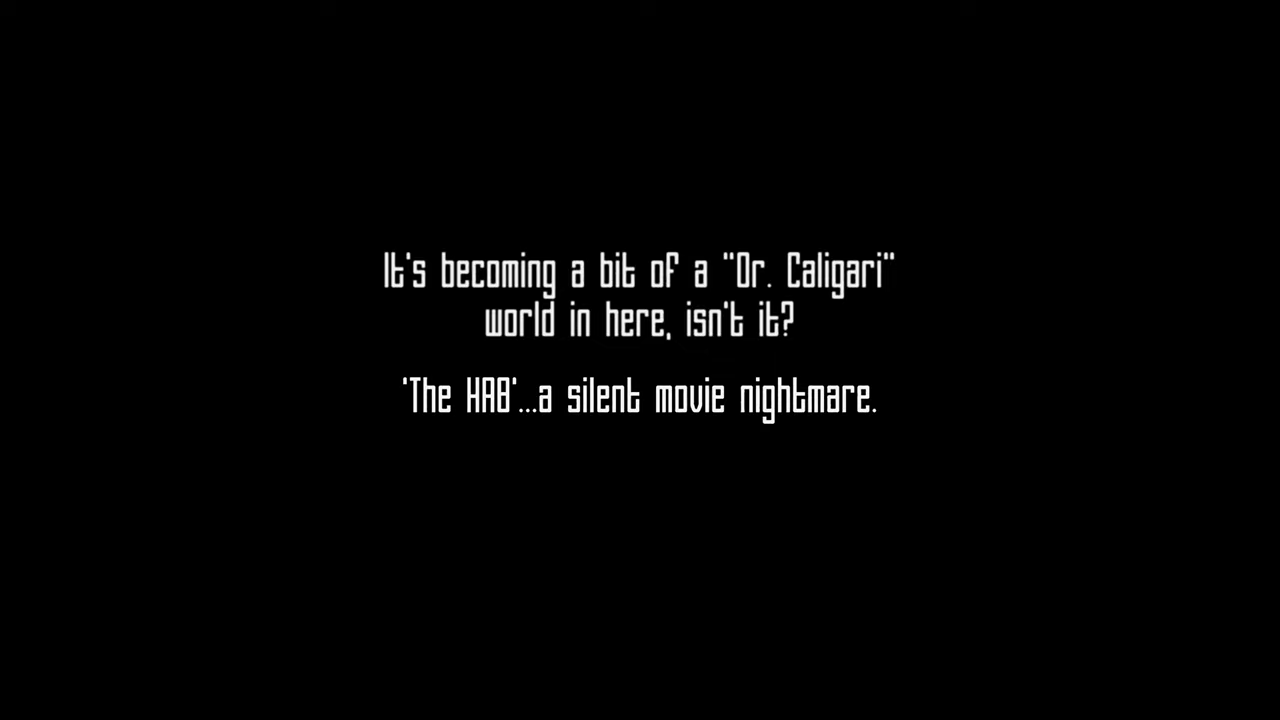 It's becoming a bit of a "Dr. Caligari"
world in here, isn't it?
'The HAB'...a silent movie nightmare.